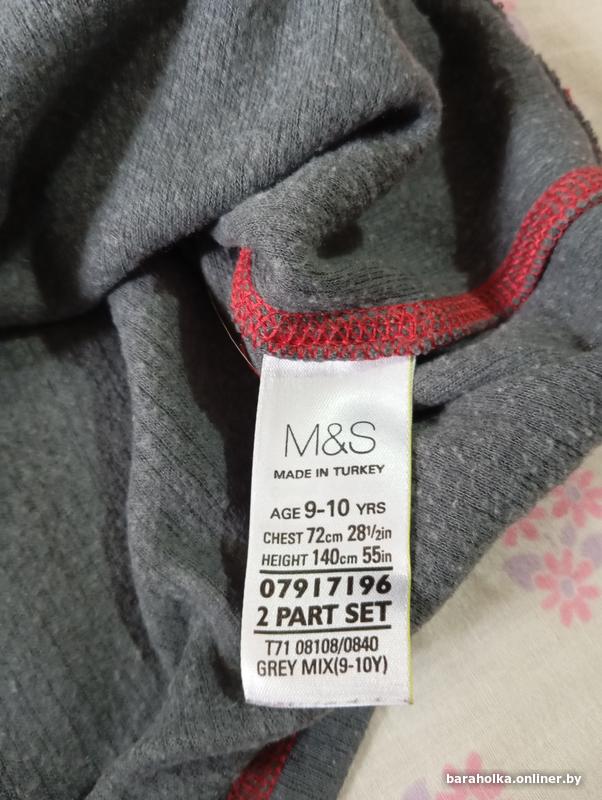 M&S
MADE IN TURKEY
AGE 9-10 YRS
CHEST 72cm 28½in
HEIGHT 140cm 55in
07917196
2 PART SET
T71 08108/0840
GREY MIX(9-10Y)
baraholka.onliner.by